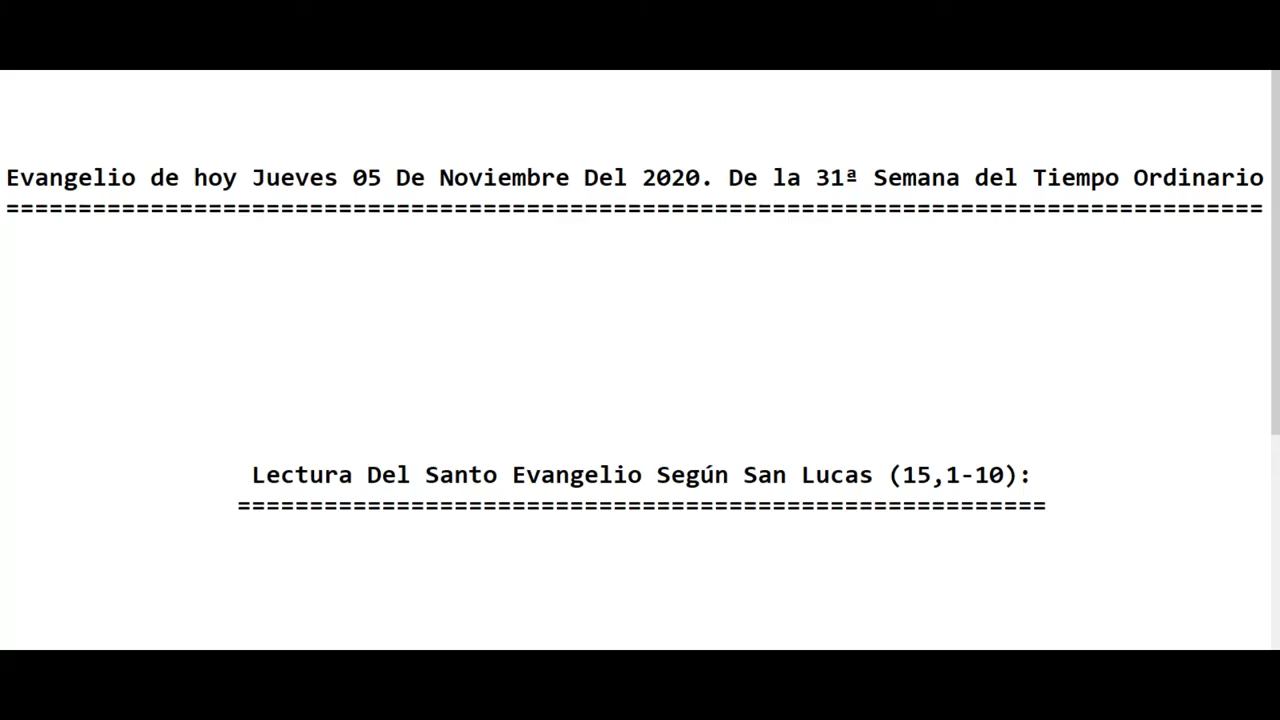 Evangelio de hoy Jueves 05 De Noviembre Del 2020. De la 31ª Semana del Tiempo Ordinario
=======================================================================================
Lectura Del Santo Evangelio Según San Lucas (15,1-10):
========================================================